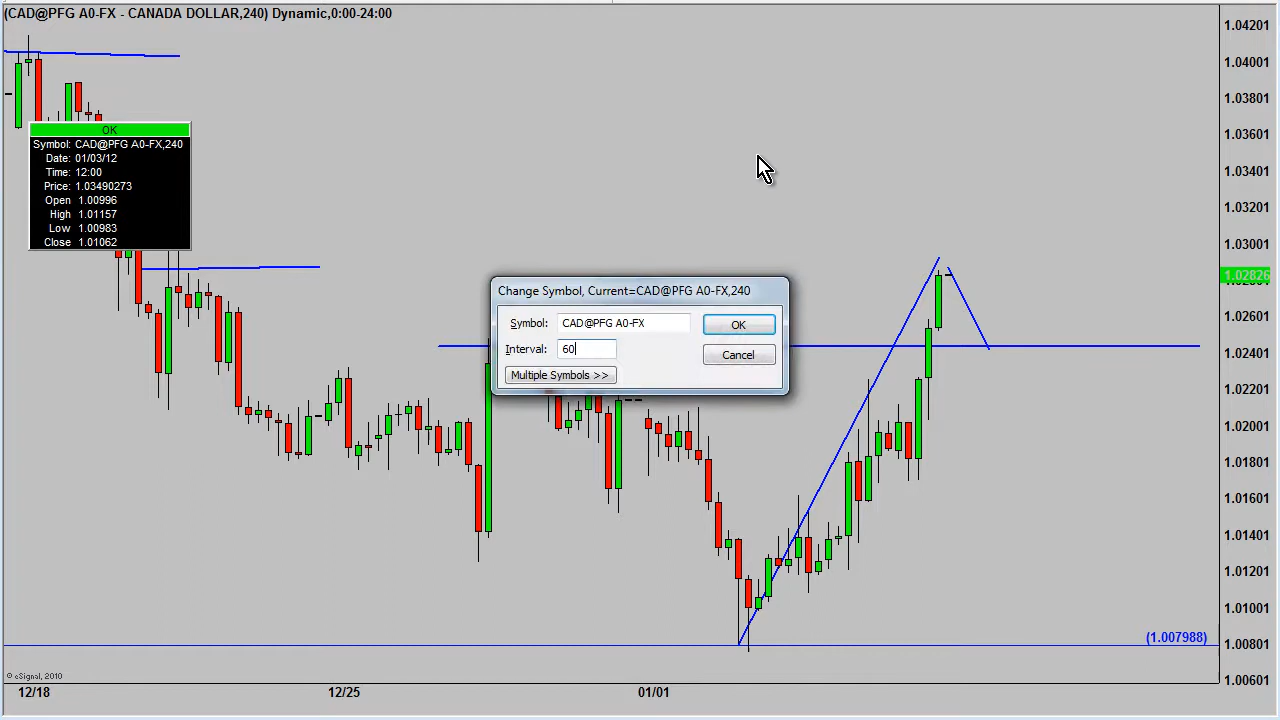 (CAD@PFG A0-FX - CANADA DOLLAR,240) Dynamic,0:00-24:00
1.04201
1.04001
1.03801
1.03601
1.03401
1.03201
1.03001
1.02826
1.02601
1.02401
1.02201
1.02001
1.01801
1.01601
1.01401
1.01201
1.01001
1.00801
1.00601
OK
Symbol: CAD@PFG A0-FX,240
Date: 01/03/12
Time: 12:00
Price: 1.03490273
Open 1.00996
High 1.01157
Low 1.00983
Close 1.01062
Change Symbol, Current=CAD@PFG A0-FX,240
Symbol: CAD@PFG A0-FX OK
Interval: 60 Cancel
Multiple Symbols >>
(1.007988)
© eSignal, 2010
12/18 12/25 01/01